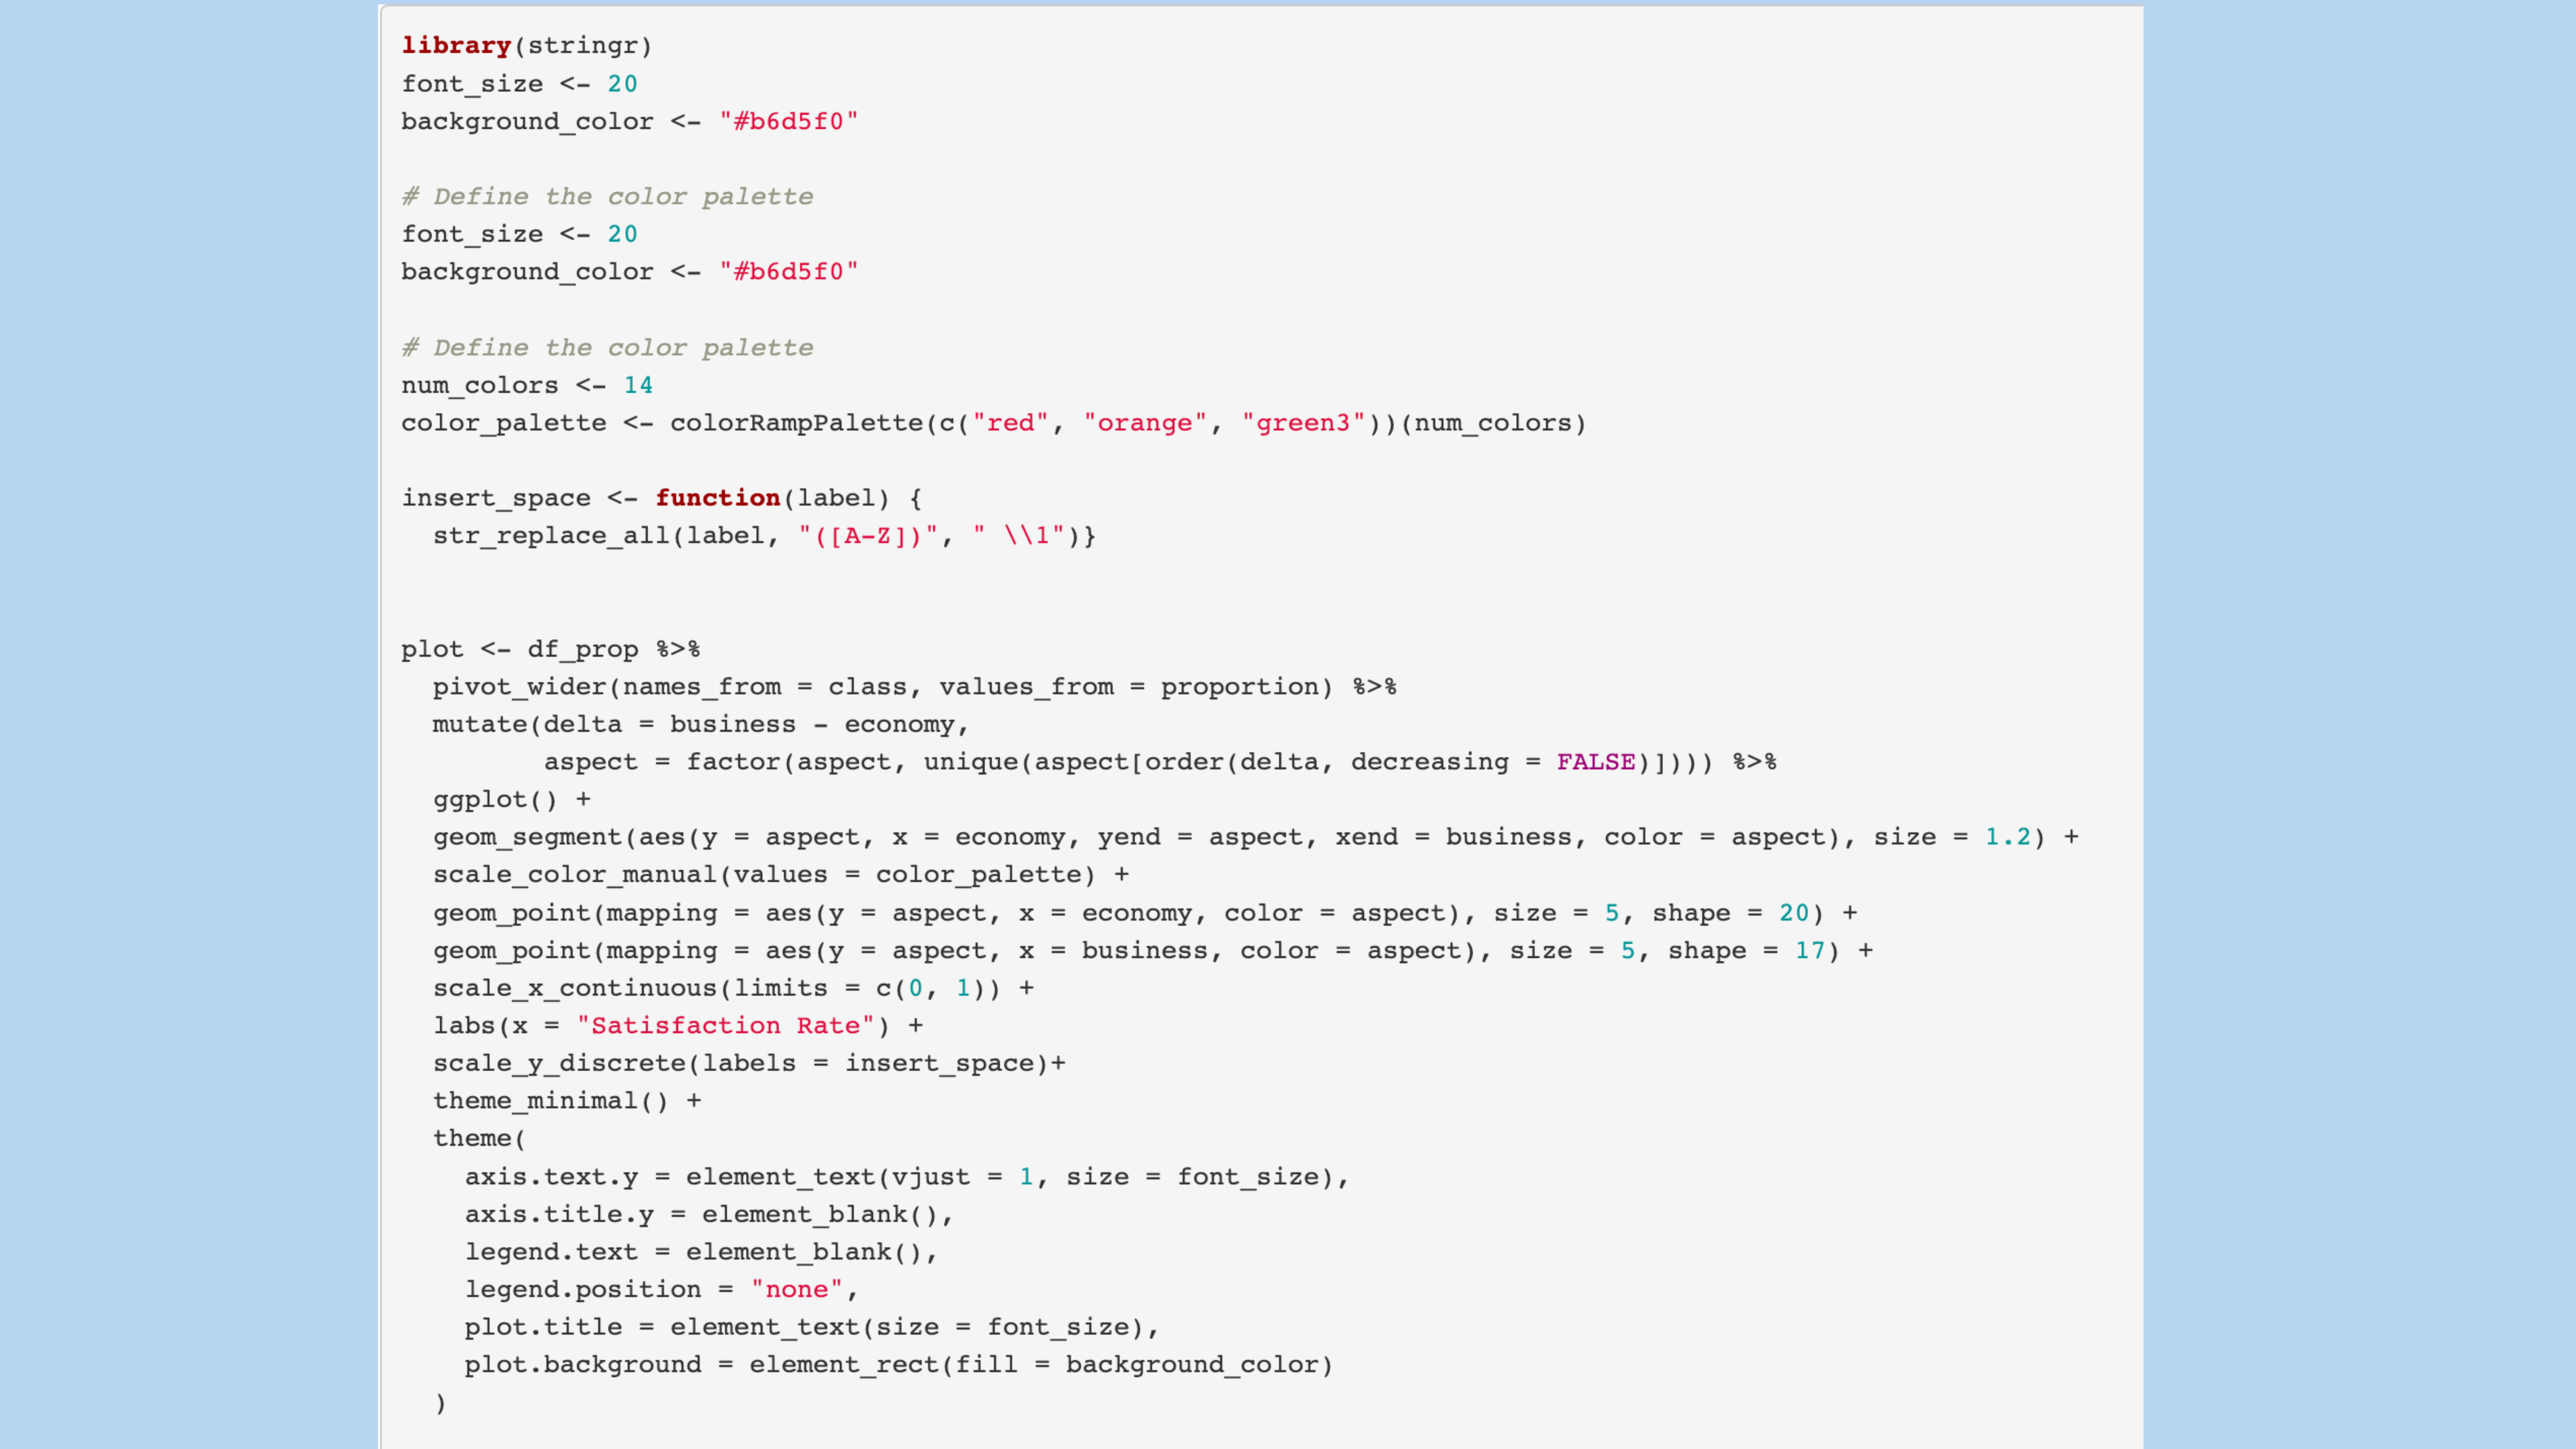 library(stringr)
font_size <- 20
background_color <- "#b6d5f0"

# Define the color palette
font_size <- 20
background_color <- "#b6d5f0"

# Define the color palette
num_colors <- 14
color_palette <- colorRampPalette(c("red", "orange", "green3"))(num_colors)

insert_space <- function(label) {
  str_replace_all(label, "([A-Z])", " \\1")}


plot <- df_prop %>%
  pivot_wider(names_from = class, values_from = proportion) %>%
  mutate(delta = business - economy,
         aspect = factor(aspect, unique(aspect[order(delta, decreasing = FALSE)]))) %>%
  ggplot() +
  geom_segment(aes(y = aspect, x = economy, yend = aspect, xend = business, color = aspect), size = 1.2) +
  scale_color_manual(values = color_palette) +
  geom_point(mapping = aes(y = aspect, x = economy, color = aspect), size = 5, shape = 20) +
  geom_point(mapping = aes(y = aspect, x = business, color = aspect), size = 5, shape = 17) +
  scale_x_continuous(limits = c(0, 1)) +
  labs(x = "Satisfaction Rate") +
  scale_y_discrete(labels = insert_space)+
  theme_minimal() +
  theme(
    axis.text.y = element_text(vjust = 1, size = font_size),
    axis.title.y = element_blank(),
    legend.text = element_blank(),
    legend.position = "none",
    plot.title = element_text(size = font_size),
    plot.background = element_rect(fill = background_color)
  )